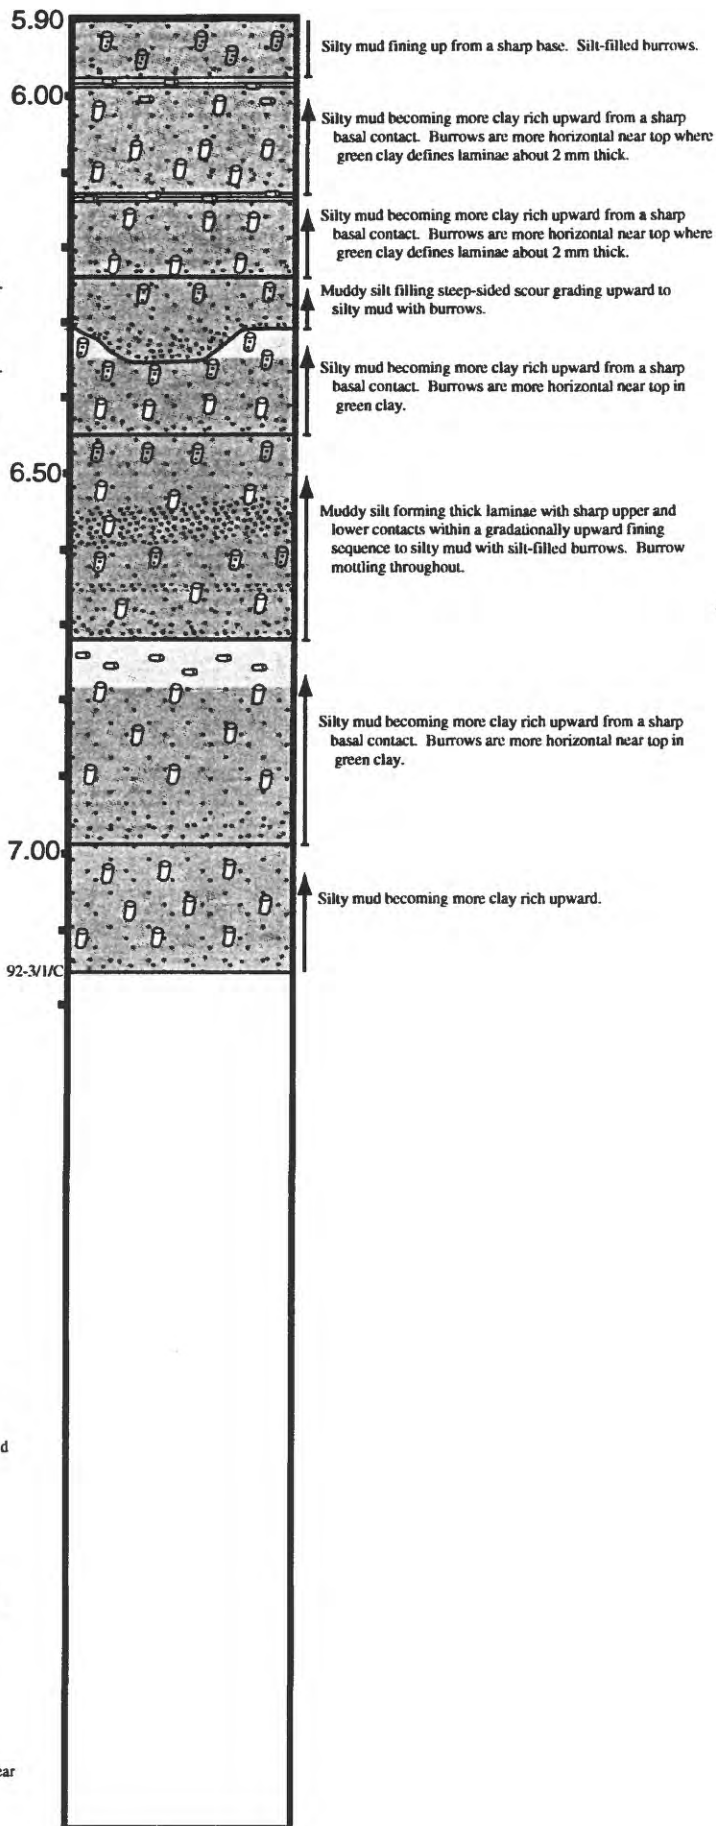 5.90
Silty mud fining up from a sharp base. Silt-filled burrows.
6.00
Silty mud becoming more clay rich upward from a sharp
basal contact. Burrows are more horizontal near top where
green clay defines laminae about 2 mm thick.
Silty mud becoming more clay rich upward from a sharp
basal contact. Burrows are more horizontal near top where
green clay defines laminae about 2 mm thick.
Muddy silt filling steep-sided scour grading upward to
silty mud with burrows.
Silty mud becoming more clay rich upward from a sharp
basal contact. Burrows are more horizontal near top in
green clay.
6.50
Muddy silt forming thick laminae with sharp upper and
lower contacts within a gradationally upward fining
sequence to silty mud with silt-filled burrows. Burrow
mottling throughout.
Silty mud becoming more clay rich upward from a sharp
basal contact. Burrows are more horizontal near top in
green clay.
7.00
Silty mud becoming more clay rich upward.
92-3/1/C
d
ear